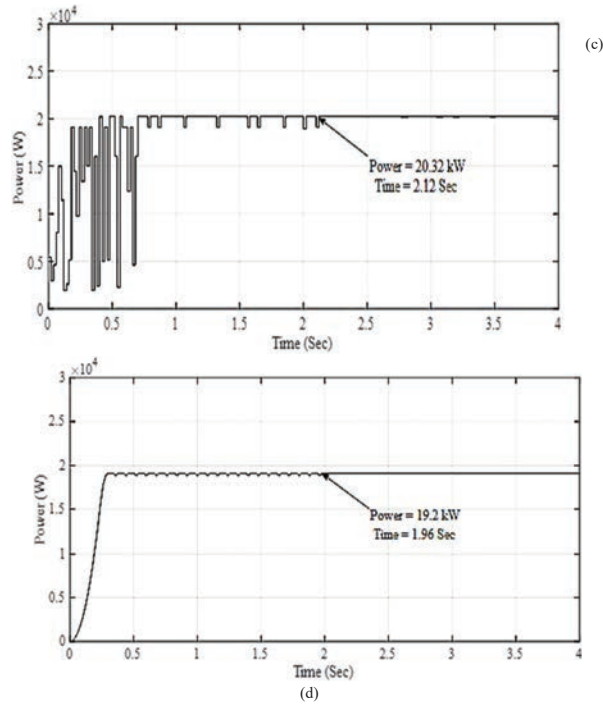 ×10⁴
(c)
3
2.5
2
1.5
1
0.5
0
Power (W)
Power = 20.32 kW
Time = 2.12 Sec
0 0.5 1 1.5 2 2.5 3 3.5 4
Time (Sec)
×10⁴
3
2.5
2
1.5
1
0.5
0
Power (W)
Power = 19.2 kW
Time = 1.96 Sec
0 0.5 1 1.5 2 2.5 3 3.5 4
Time (Sec)
(d)